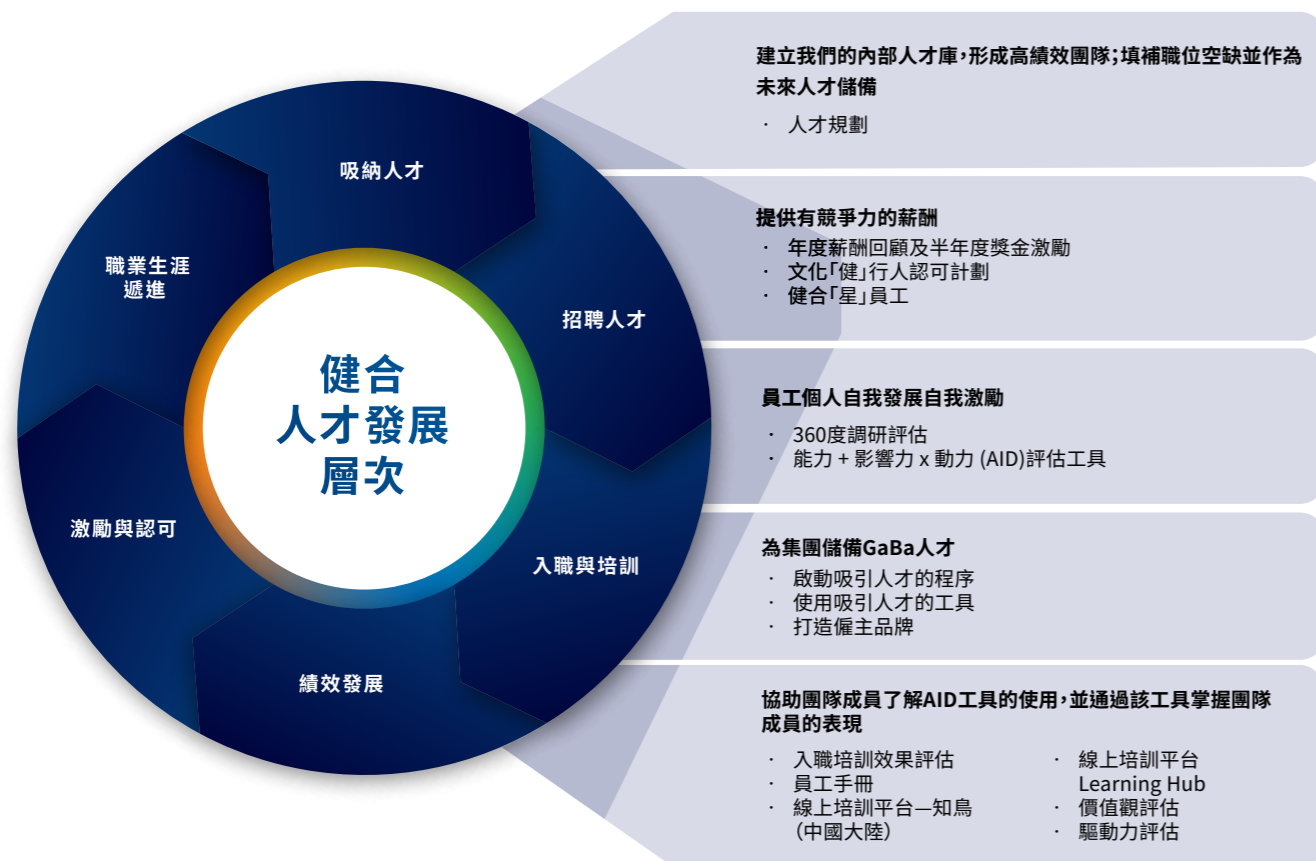 吸納人才
招聘人才
入職與培訓
績效發展
激勵與認可
職業生涯
遞進
健合
人才發展
層次
建立我們的內部人才庫，形成高績效團隊；填補職位空缺並作為
未來人才儲備
· 人才規劃
提供有競爭力的薪酬
· 年度薪酬回顧及半年度獎金激勵
· 文化「健」行人認可計劃
· 健合「星」員工
員工個人自我發展自我激勵
· 360度調研評估
· 能力 + 影響力 x 動力 (AID)評估工具
為集團儲備GaBa人才
· 啟動吸引人才的程序
· 使用吸引人才的工具
· 打造僱主品牌
協助團隊成員了解AID工具的使用，並通過該工具掌握團隊
成員的表現
· 入職培訓效果評估
· 員工手冊
· 線上培訓平台—知鳥
（中國大陸）
· 線上培訓平台
Learning Hub
· 價值觀評估
· 驅動力評估